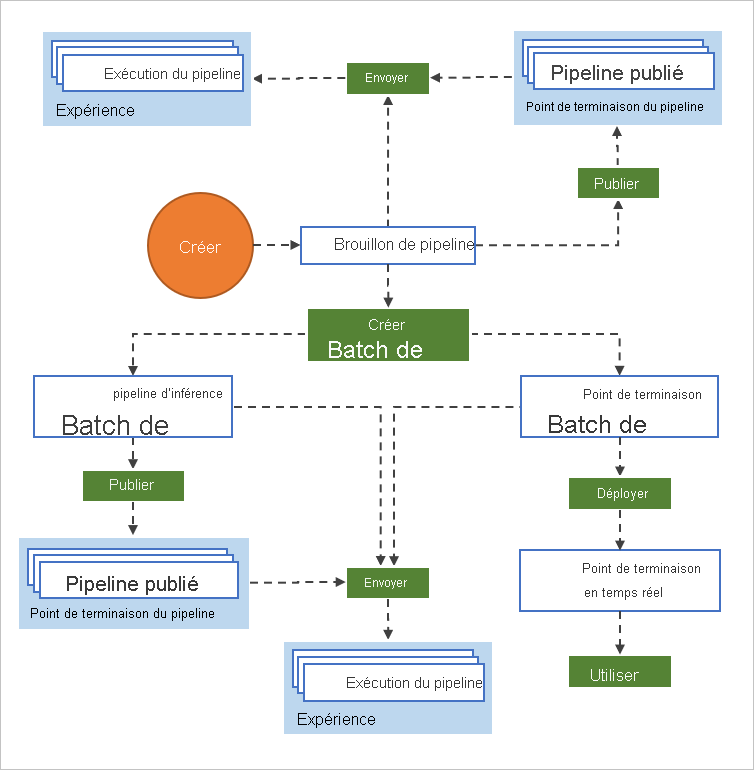 Exécution du pipeline
Expérience
Envoyer
Pipeline publié
Point de terminaison du pipeline
Publier
Créer
Brouillon de pipeline
Créer
Batch de
pipeline d'inférence
Batch de
Point de terminaison
Batch de
Publier
Déployer
Pipeline publié
Point de terminaison du pipeline
Envoyer
Point de terminaison
en temps réel
Exécution du pipeline
Expérience
Utiliser